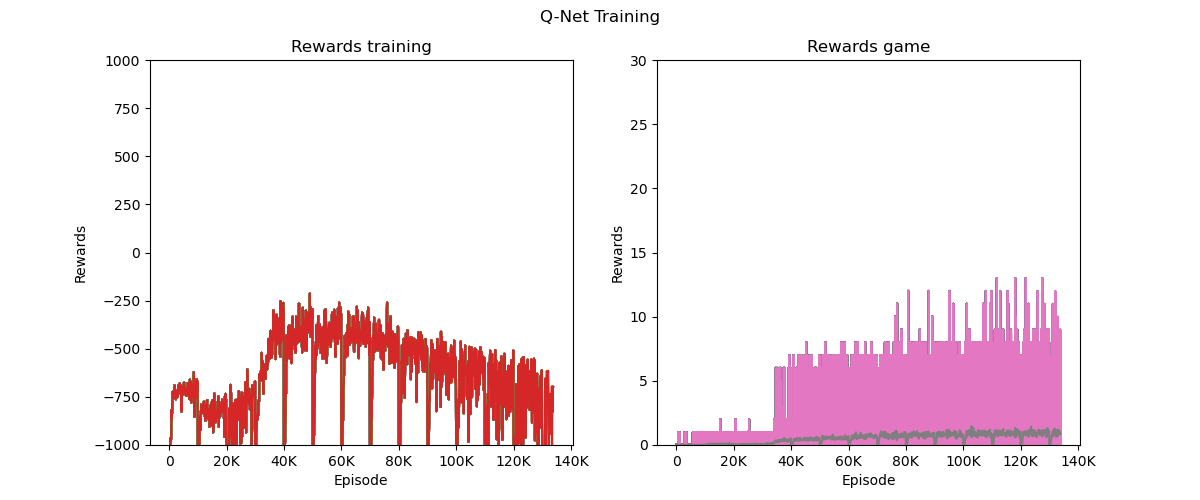 Q-Net Training
Rewards training
Rewards
1000
750
500
250
0
−250
−500
−750
−1000
0 20K 40K 60K 80K 100K 120K 140K
Episode
Rewards game
Rewards
30
25
20
15
10
5
0
0 20K 40K 60K 80K 100K 120K 140K
Episode